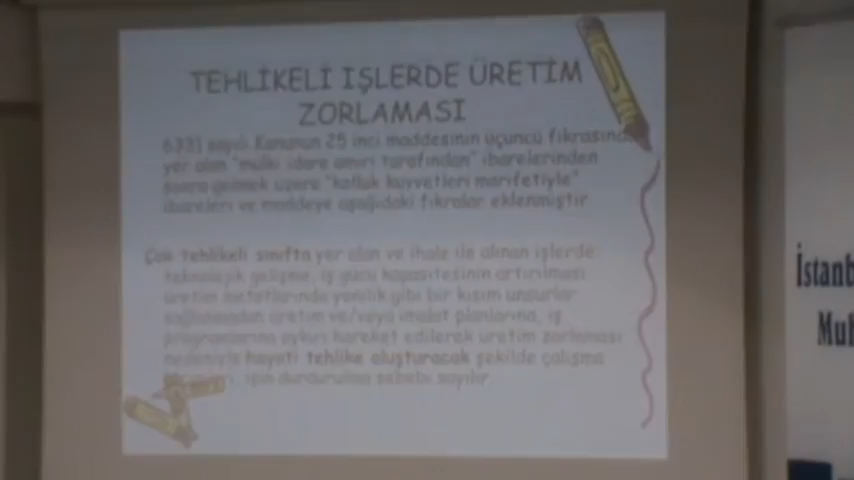 TEHLİKELİ İŞLERDE ÜRETİM
ZORLAMASI
6331 sayılı Kanunun 25 inci maddesinin üçüncü fıkrasında
yer alan "mülki idare amiri tarafından" ibarelerinden
sonra gelmek üzere "kolluk kuvvetleri marifetiyle"
ibareleri ve maddeye aşağıdaki fıkralar eklenmiştir
Çok tehlikeli sınıfta yer alan ve ihale ile alınan işlerde;
teknolojik gelişme, iş gücü kapasitesinin artırılması
üretim metotlarında yenilik gibi bir kısım unsurlar
sağlanmadan üretim ve/veya imalat planlarına, iş
programlarına aykırı hareket edilerek üretim zorlaması
nedeniyle hayati tehlike oluşturacak şekilde çalışma
işin durdurulma sebebi sayılır.
İstanb
Muh